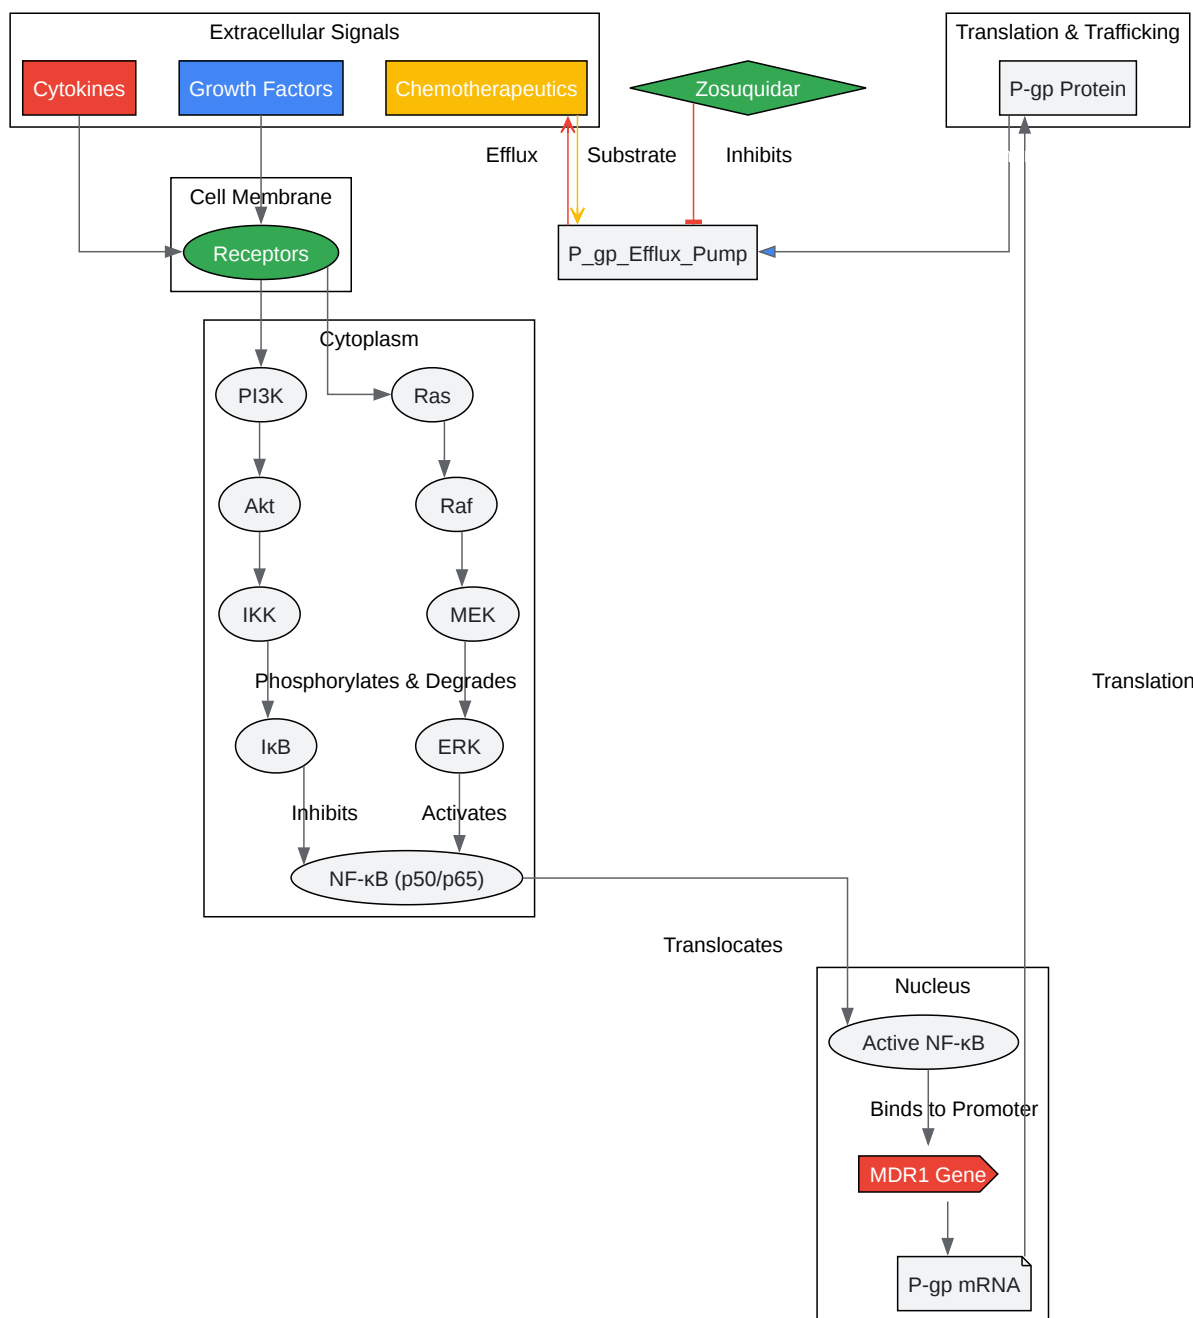 Extracellular Signals
Cytokines
Growth Factors
Chemotherapeutics
Zosuquidar
Translation & Trafficking
P-gp Protein
Efflux
Substrate
Inhibits
Cell Membrane
Receptors
P_gp_Efflux_Pump
Cytoplasm
PI3K
Ras
Akt
Raf
IKK
MEK
Phosphorylates & Degrades
Translation
IκB
ERK
Inhibits
Activates
NF-κB (p50/p65)
Translocates
Nucleus
Active NF-κB
Binds to Promoter
MDR1 Gene
P-gp mRNA